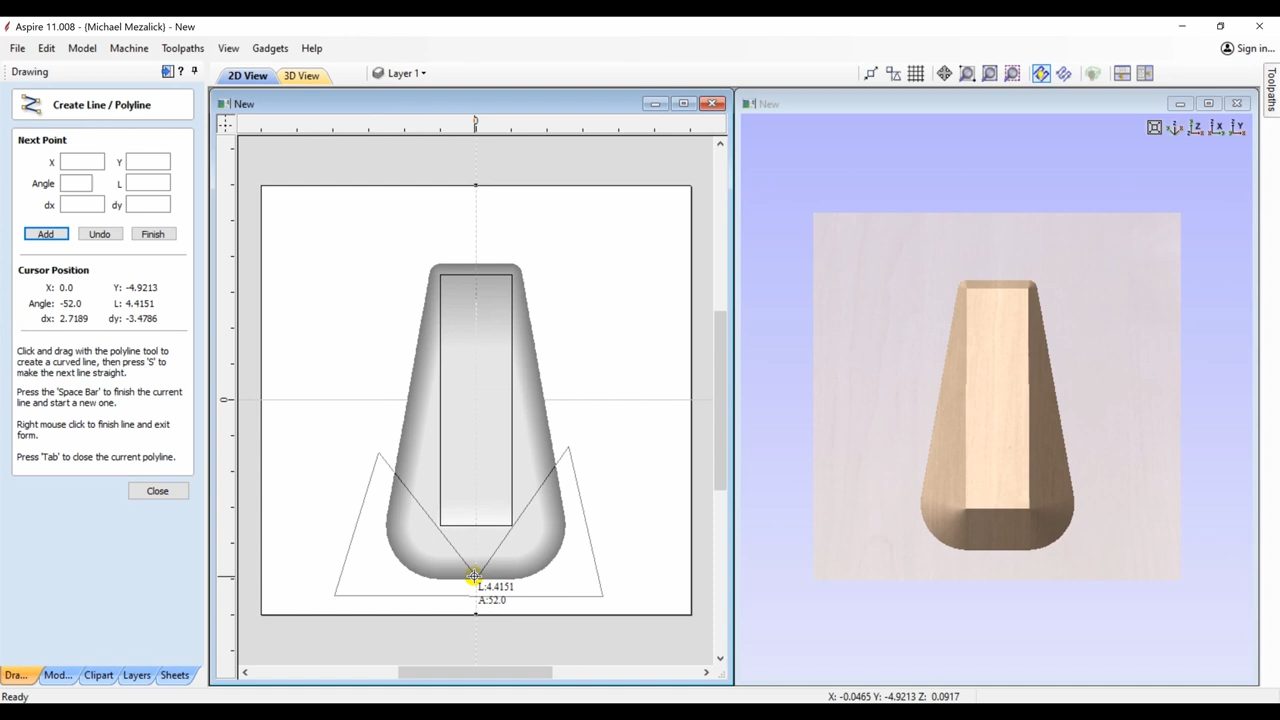 Aspire 11.008 - {Michael Mezalick} - New
File Edit Model Machine Toolpaths View Gadgets Help
Sign in...
Drawing
?
2D View
3D View
Layer 1
Toolpaths
Create Line / Polyline
New
New
Next Point
X
Y
Angle
L
dx
dy
Add
Undo
Finish
Cursor Position
X: 0.0
Y: -4.9213
Angle: -52.0
L: 4.4151
dx: 2.7189
dy: -3.4786
Click and drag with the polyline tool to
create a curved line, then press 'S' to
make the next line straight.
Press the 'Space Bar' to finish the current
line and start a new one.
Right mouse click to finish line and exit
form.
Press 'Tab' to close the current polyline.
Close
0
0
Z
X
Y
L:4.4151
A:52.0
Dra...
Mod...
Clipart
Layers
Sheets
Ready
X: -0.0465 Y: -4.9213 Z: 0.0917